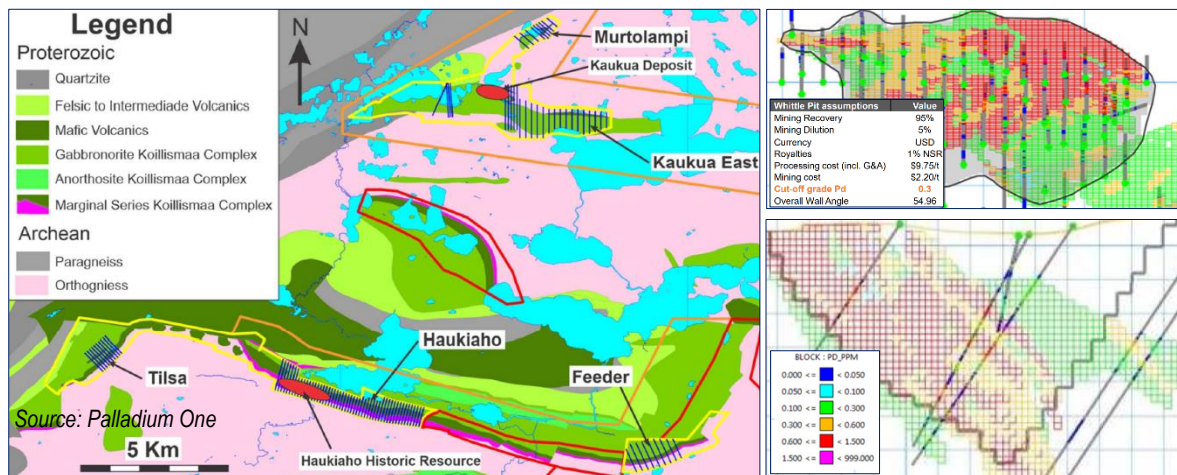 Legend
Proterozoic
Quartzite
Felsic to Intermediade Volcanics
Mafic Volcanics
Gabbronorite Koillismaa Complex
Anorthosite Koillismaa Complex
Marginal Series Koillismaa Complex
Archean
Paragneiss
Orthogniess
N
Murtolampi
Kaukua Deposit
Kaukua East
Haukiaho
Tilsa
Feeder
Source: Palladium One
5 Km
Haukiaho Historic Resource
Whittle Pit assumptions Value
Mining Recovery 95%
Mining Dilution 5%
Currency USD
Royalties 1% NSR
Processing cost (incl. G&A) $9.75/t
Mining cost $2.20/t
Cut-off grade Pd 0.3
Overall Wall Angle 54.96
BLOCK : PD_PPM
0.000 <= < 0.050
0.050 <= < 0.100
0.100 <= < 0.300
0.300 <= < 0.600
0.600 <= < 1.500
1.500 <= < 999.000